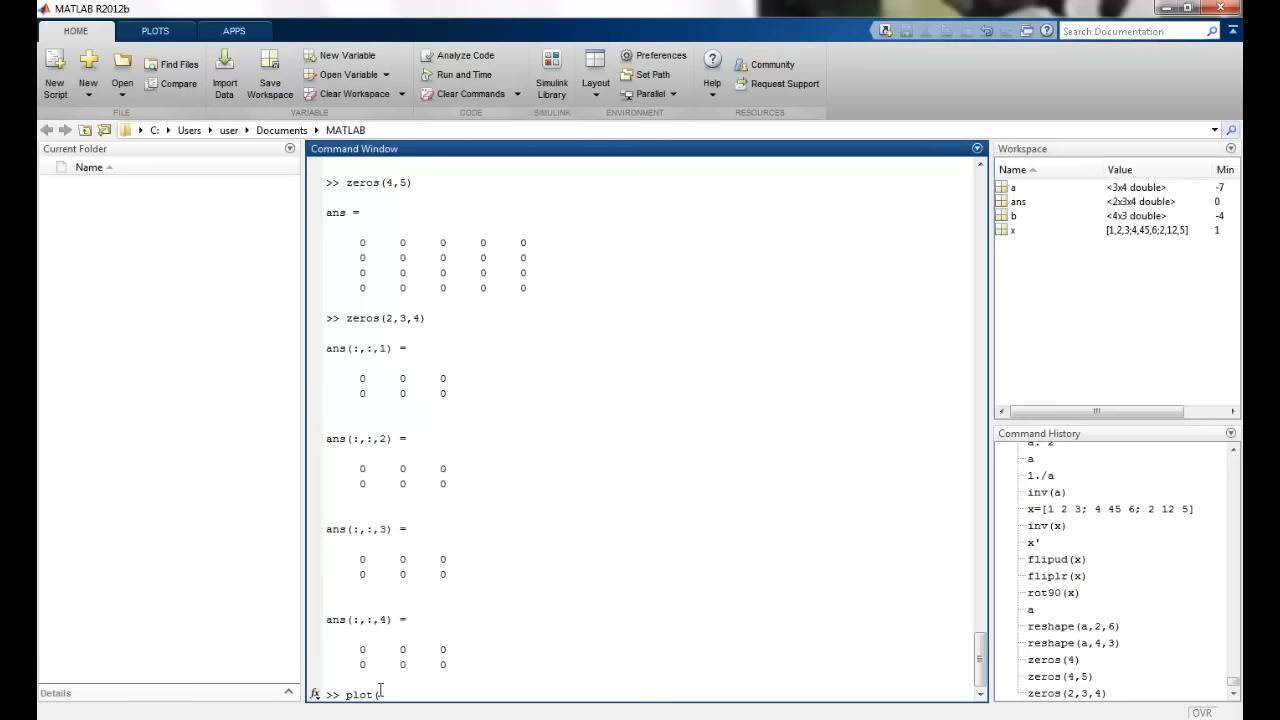 MATLAB R2012b
HOME PLOTS APPS
Search Documentation
New Script
New
Open
Find Files
Compare
Import Data
Save Workspace
New Variable
Open Variable
Clear Workspace
Analyze Code
Run and Time
Clear Commands
Simulink Library
Layout
Preferences
Set Path
Parallel
Help
Community
Request Support
FILE VARIABLE CODE SIMULINK ENVIRONMENT RESOURCES
C: Users user Documents MATLAB
Current Folder
Name
Details
Command Window
>> zeros(4,5)
ans =
0 0 0 0 0
0 0 0 0 0
0 0 0 0 0
0 0 0 0 0
>> zeros(2,3,4)
ans(:,:,1) =
0 0 0
0 0 0
ans(:,:,2) =
0 0 0
0 0 0
ans(:,:,3) =
0 0 0
0 0 0
ans(:,:,4) =
0 0 0
0 0 0
fx >> plot(
Workspace
Name Value Min
a <3x4 double> -7
ans <2x3x4 double> 0
b <4x3 double> -4
x [1,2,3;4,45,6;2,12,5] 1
Command History
a
1./a
inv(a)
x=[1 2 3; 4 45 6; 2 12 5]
inv(x)
x'
flipud(x)
fliplr(x)
rot90(x)
a
reshape(a,2,6)
reshape(a,4,3)
zeros(4)
zeros(4,5)
zeros(2,3,4)
OVR